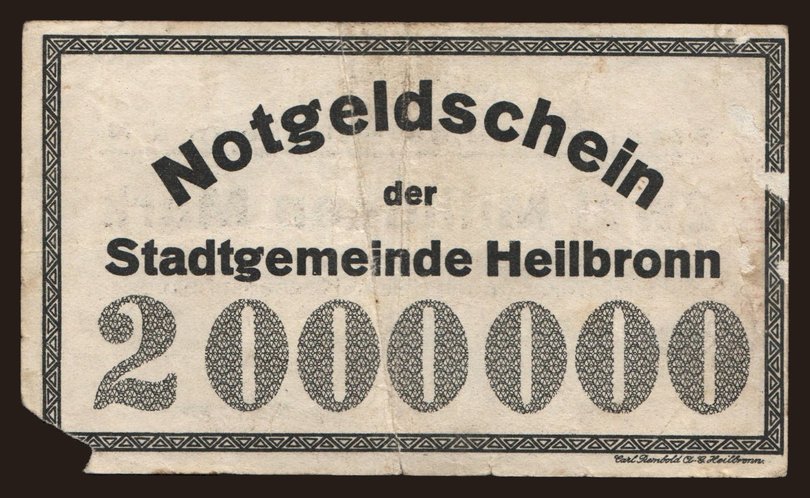 Notgeldschein
der
Stadtgemeinde Heilbronn
2000000
Carl Rembold A.-G. Heilbronn.